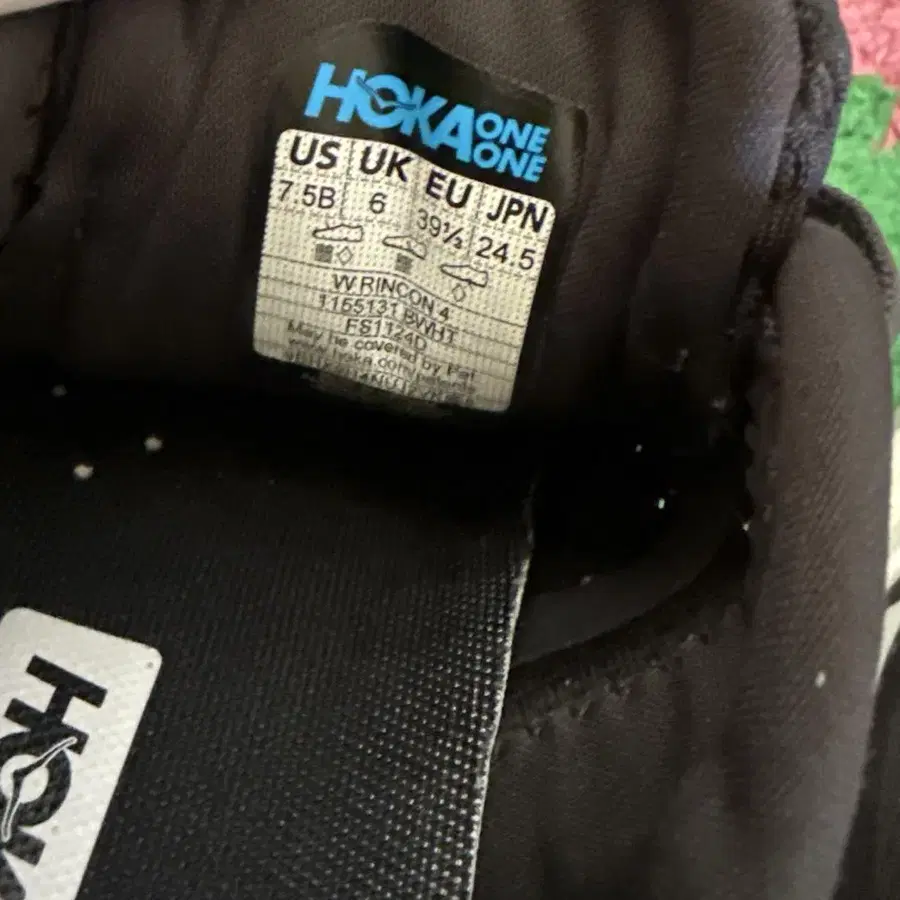 HOKA ONE ONE
US UK EU JPN
7.5B 6 39⅓ 24.5
W RINCON 4
1155131 BWHT
FS1124D
May be covered by Pat
www.hoka.com/
HOK